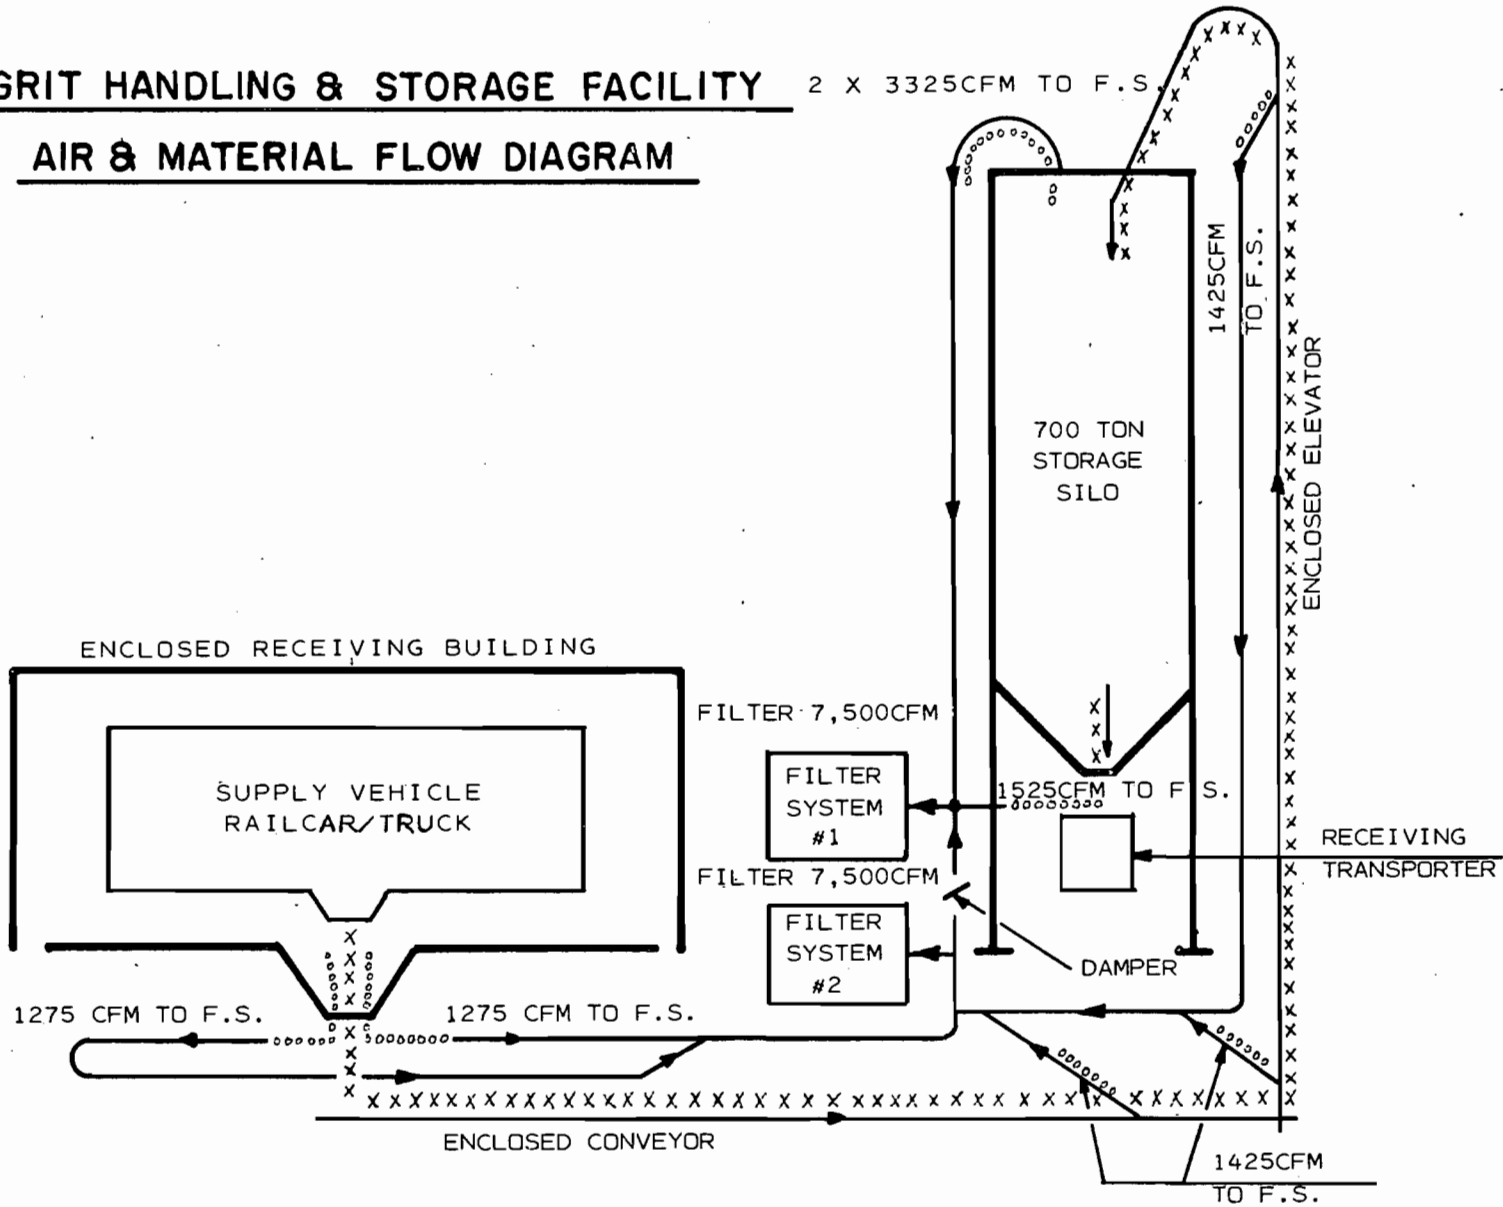 GRIT HANDLING & STORAGE FACILITY
AIR & MATERIAL FLOW DIAGRAM
2 X 3325CFM TO F.S.
1425CFM
TO F.S.
700 TON
STORAGE
SILO
ENCLOSED ELEVATOR
ENCLOSED RECEIVING BUILDING
SUPPLY VEHICLE
RAILCAR/TRUCK
FILTER 7,500CFM
FILTER
SYSTEM
#1
1525CFM TO F.S.
RECEIVING
TRANSPORTER
FILTER 7,500CFM
FILTER
SYSTEM
#2
DAMPER
1275 CFM TO F.S.
1275 CFM TO F.S.
ENCLOSED CONVEYOR
1425CFM
TO F.S.